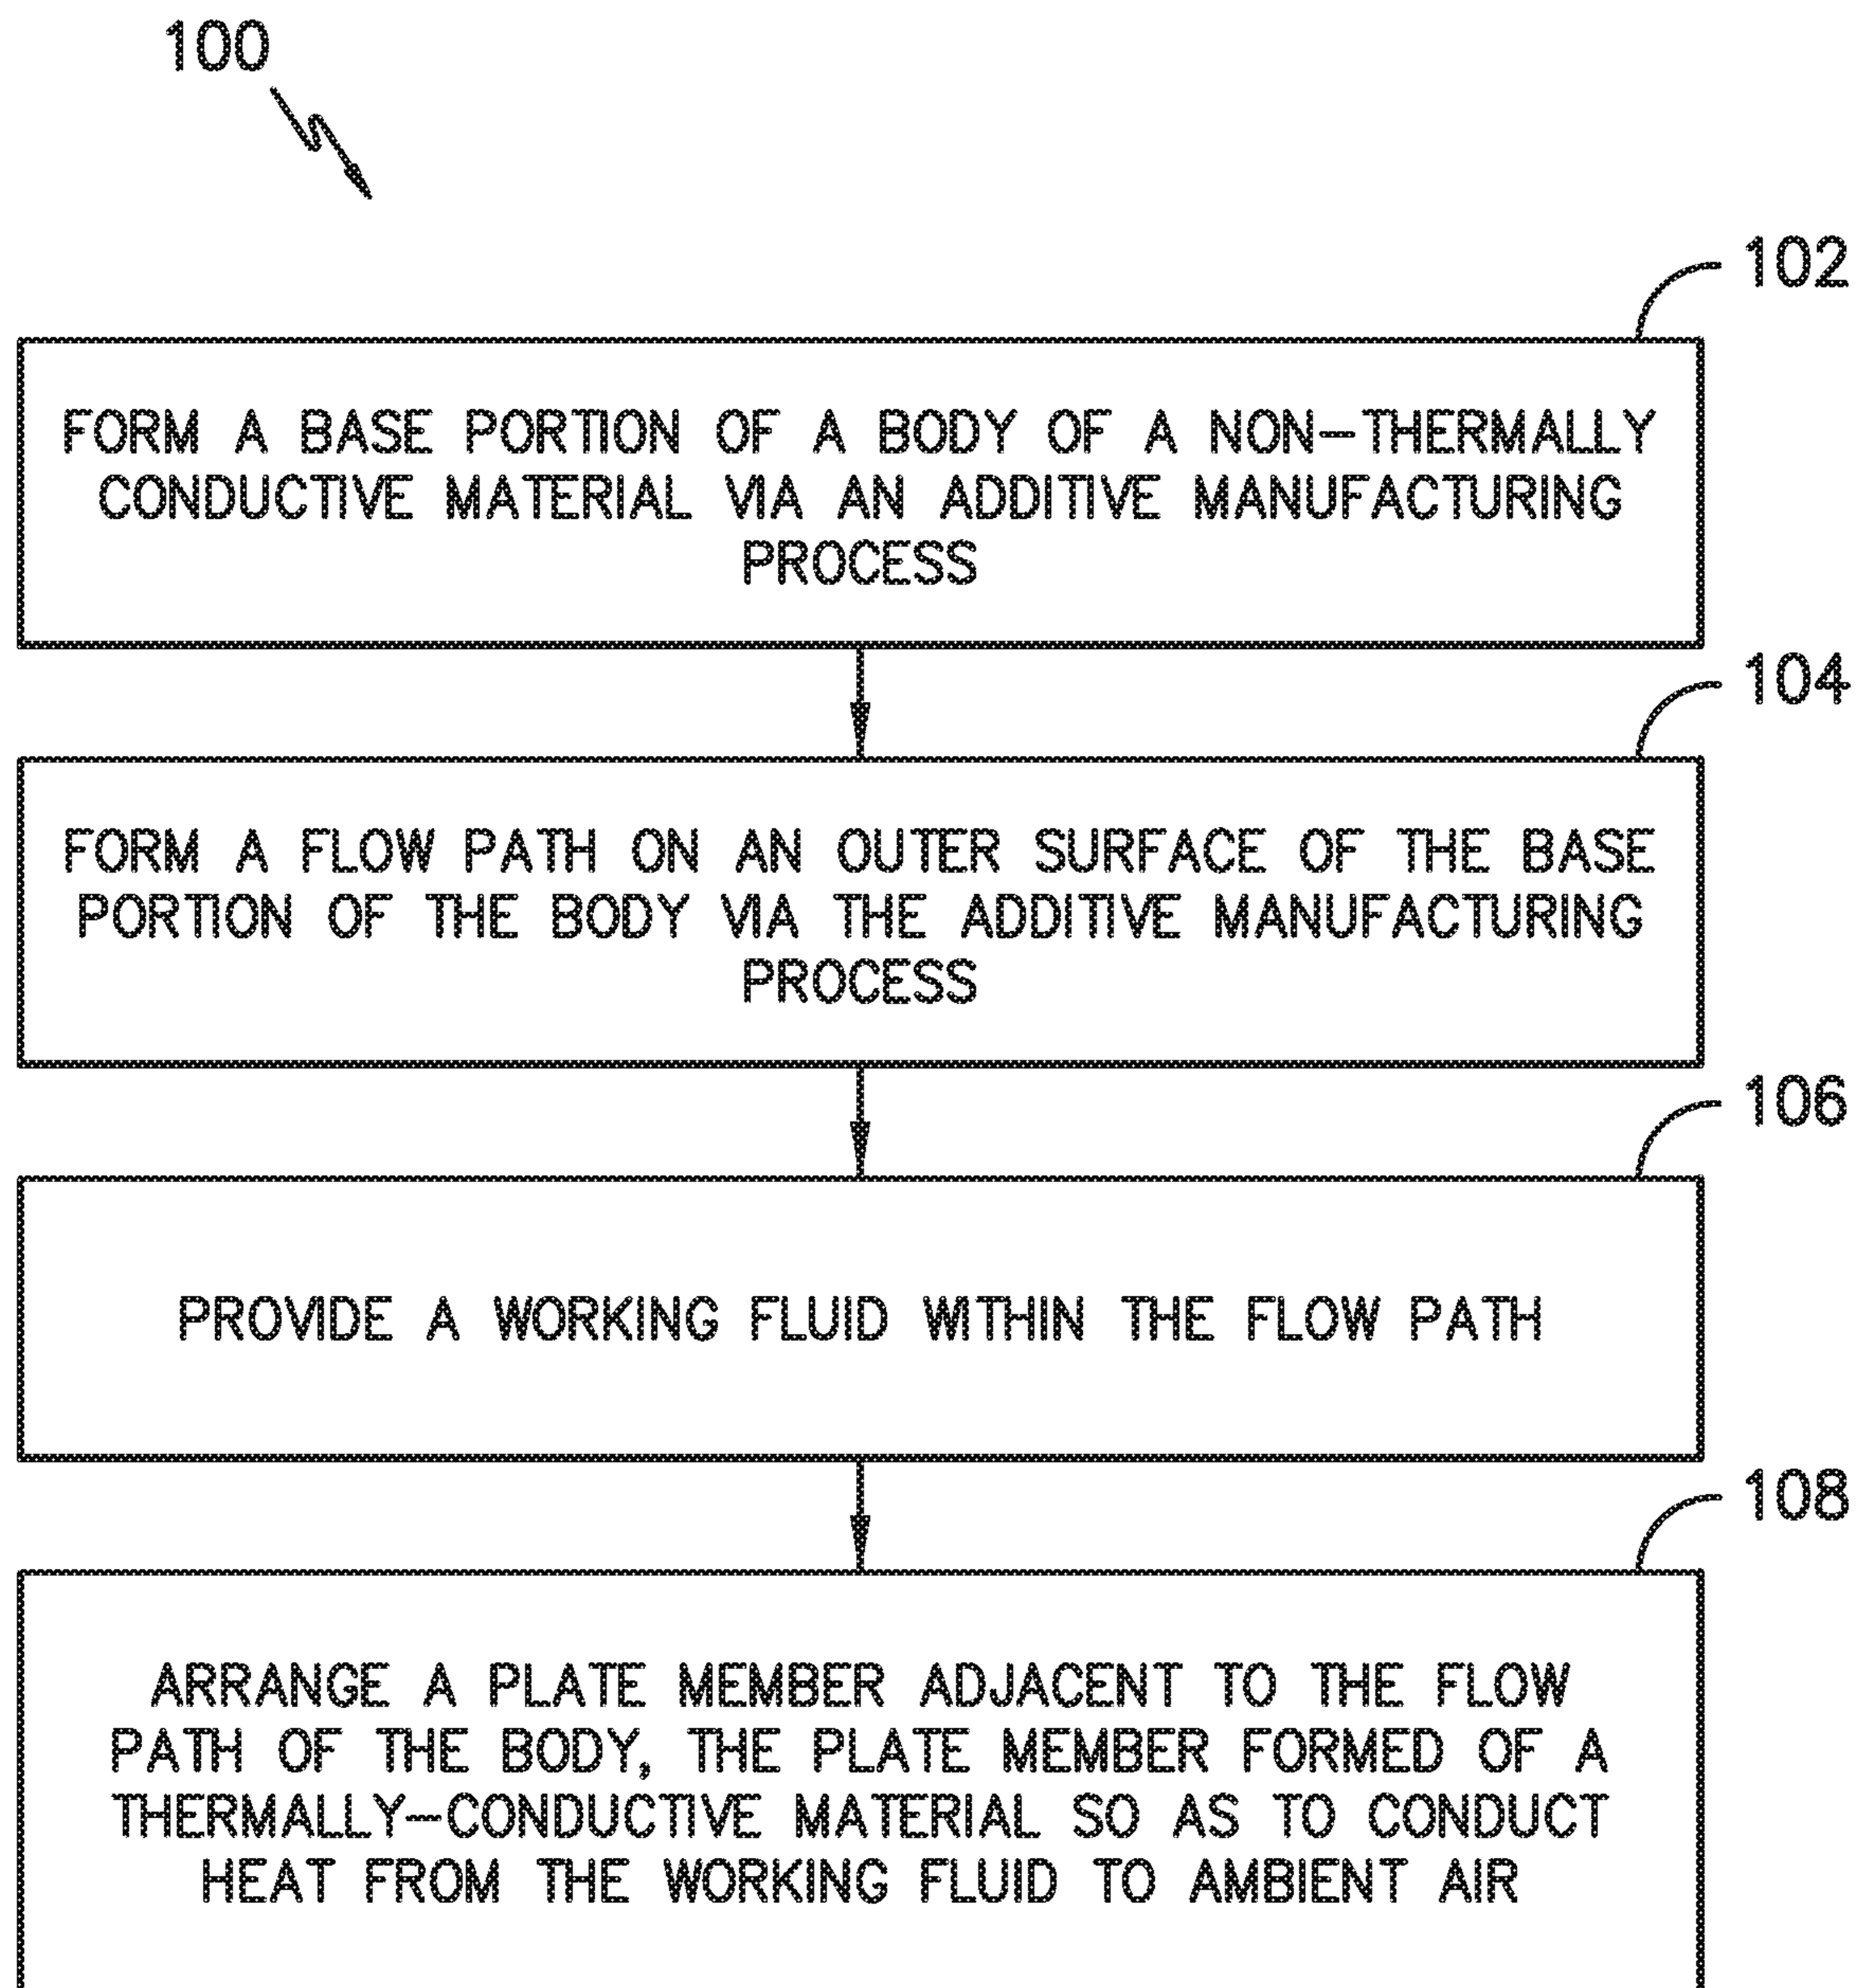 100
102
FORM A BASE PORTION OF A BODY OF A NON-THERMALLY
CONDUCTIVE MATERIAL VIA AN ADDITIVE MANUFACTURING
PROCESS
104
FORM A FLOW PATH ON AN OUTER SURFACE OF THE BASE
PORTION OF THE BODY VIA THE ADDITIVE MANUFACTURING
PROCESS
106
PROVIDE A WORKING FLUID WITHIN THE FLOW PATH
108
ARRANGE A PLATE MEMBER ADJACENT TO THE FLOW
PATH OF THE BODY, THE PLATE MEMBER FORMED OF A
THERMALLY-CONDUCTIVE MATERIAL SO AS TO CONDUCT
HEAT FROM THE WORKING FLUID TO AMBIENT AIR